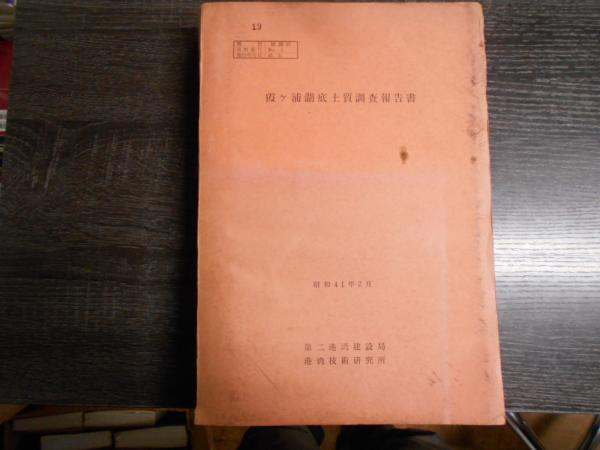 19
霞ヶ浦湖底土質調査報告書
昭和41年2月
第二港湾建設局
港湾技術研究所